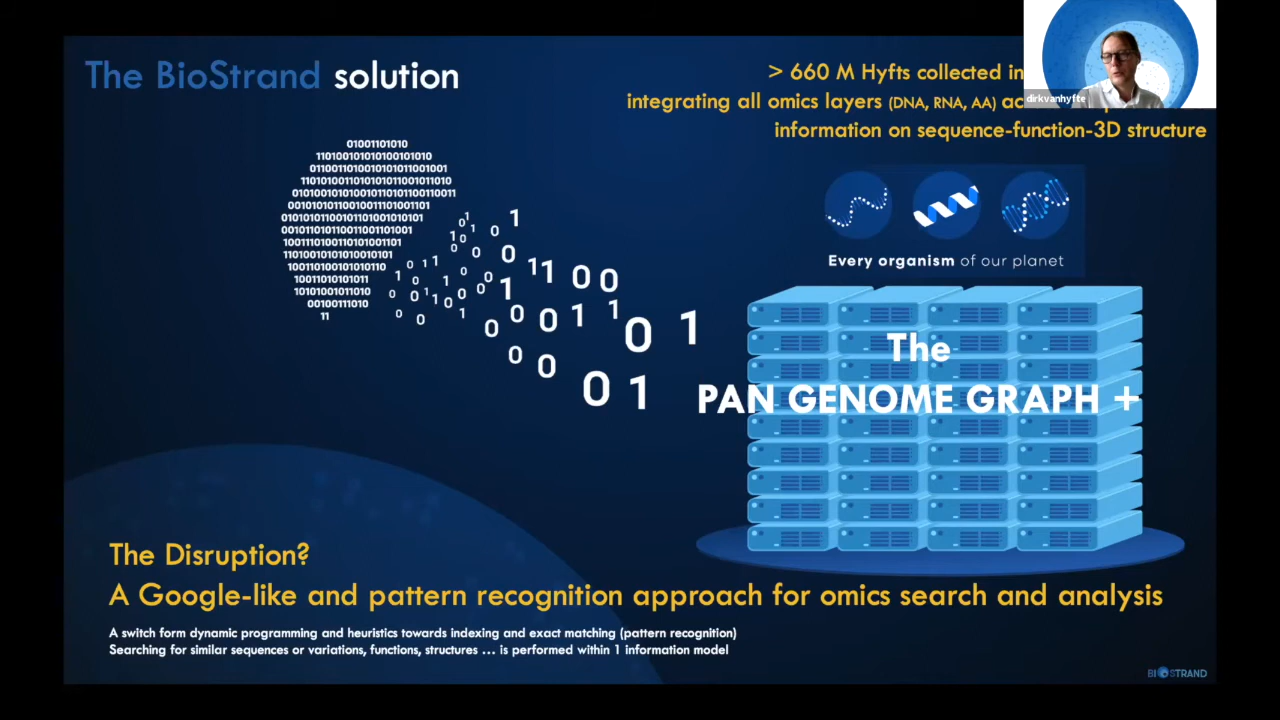 The BioStrand solution
> 660 M Hyfts collected in
integrating all omics layers (DNA, RNA, AA)
information on sequence-function-3D structure
dirkvanhyfte
Every organism of our planet
The
PAN GENOME GRAPH +
The Disruption?
A Google-like and pattern recognition approach for omics search and analysis
A switch form dynamic programming and heuristics towards indexing and exact matching (pattern recognition)
Searching for similar sequences or variations, functions, structures ... is performed within 1 information model
BIOSTRAND